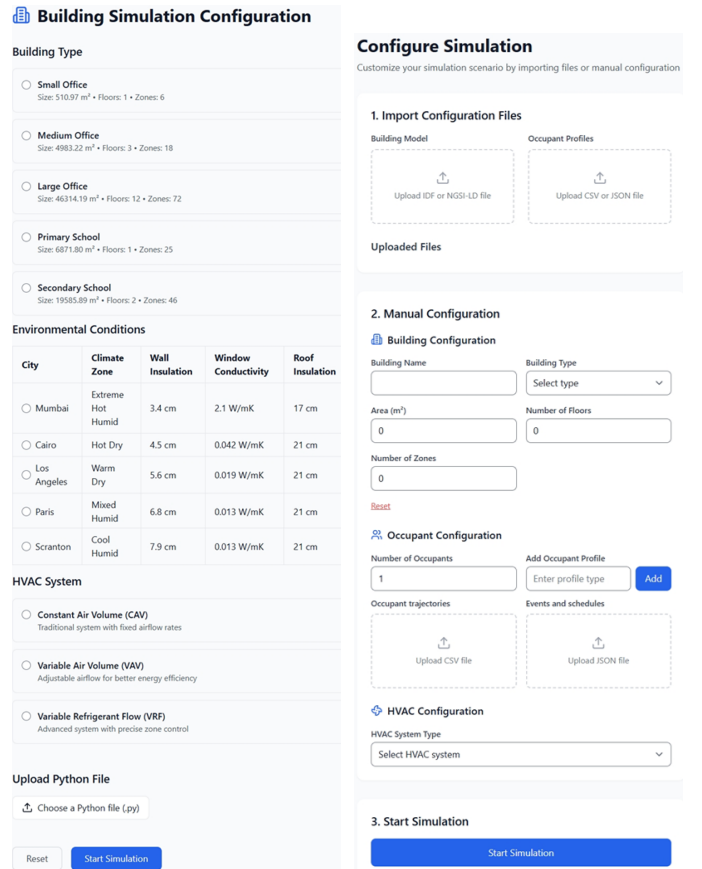 Building Simulation Configuration
Building Type
Small Office
Size: 510.97 m² • Floors: 1 • Zones: 6
Medium Office
Size: 4983.22 m² • Floors: 3 • Zones: 18
Large Office
Size: 46314.19 m² • Floors: 12 • Zones: 72
Primary School
Size: 6871.80 m² • Floors: 1 • Zones: 25
Secondary School
Size: 19585.89 m² • Floors: 2 • Zones: 46
Environmental Conditions
City Climate Zone Wall Insulation Window Conductivity Roof Insulation
Mumbai Extreme Hot Humid 3.4 cm 2.1 W/mK 17 cm
Cairo Hot Dry 4.5 cm 0.042 W/mK 21 cm
Los Angeles Warm Dry 5.6 cm 0.019 W/mK 21 cm
Paris Mixed Humid 6.8 cm 0.013 W/mK 21 cm
Scranton Cool Humid 7.9 cm 0.013 W/mK 21 cm
HVAC System
Constant Air Volume (CAV)
Traditional system with fixed airflow rates
Variable Air Volume (VAV)
Adjustable airflow for better energy efficiency
Variable Refrigerant Flow (VRF)
Advanced system with precise zone control
Upload Python File
Choose a Python file (.py)
Reset Start Simulation
Configure Simulation
Customize your simulation scenario by importing files or manual configuration
1. Import Configuration Files
Building Model Occupant Profiles
Upload IDF or NGSI-LD file Upload CSV or JSON file
Uploaded Files
2. Manual Configuration
Building Configuration
Building Name Building Type
Select type
Area (m²) Number of Floors
0 0
Number of Zones
0
Reset
Occupant Configuration
Number of Occupants Add Occupant Profile
1 Enter profile type Add
Occupant trajectories Events and schedules
Upload CSV file Upload JSON file
HVAC Configuration
HVAC System Type
Select HVAC system
3. Start Simulation
Start Simulation